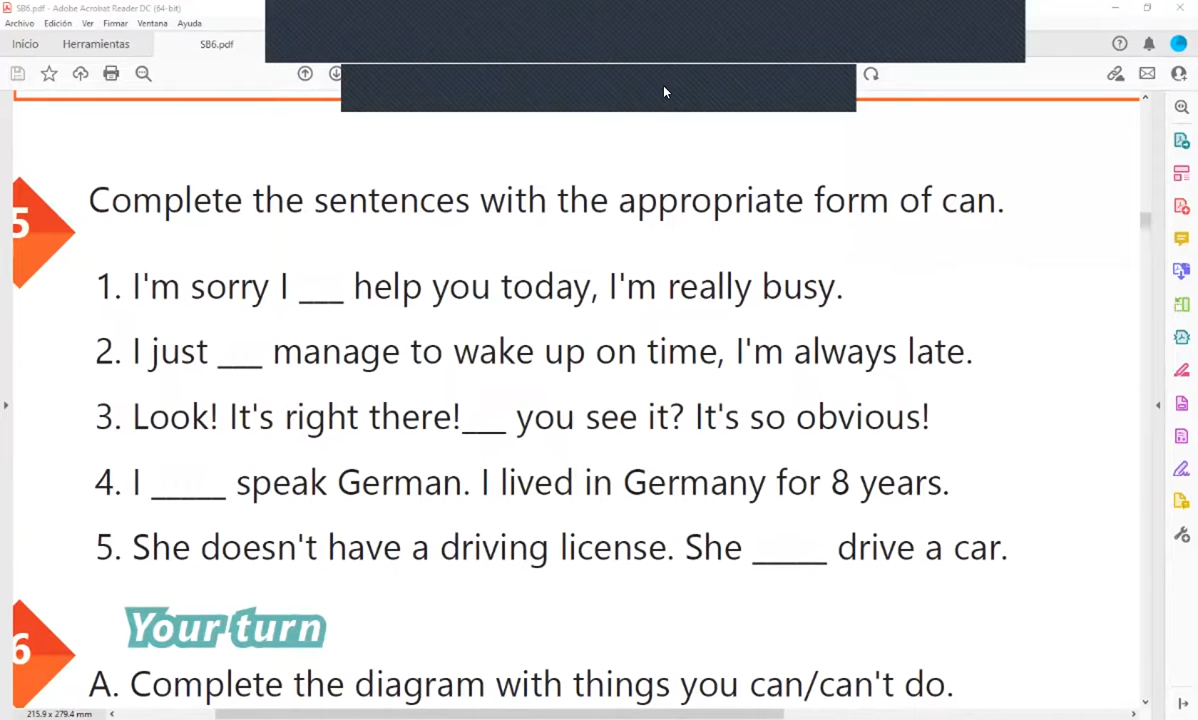 SB6.pdf - Adobe Acrobat Reader DC (64-bit)
Archivo Edición Ver Firmar Ventana Ayuda
Inicio Herramientas SB6.pdf
5
Complete the sentences with the appropriate form of can.
1. I'm sorry I ___ help you today, I'm really busy.
2. I just ___ manage to wake up on time, I'm always late.
3. Look! It's right there!___ you see it? It's so obvious!
4. I _____ speak German. I lived in Germany for 8 years.
5. She doesn't have a driving license. She _____ drive a car.
6
Your turn
A. Complete the diagram with things you can/can't do.
215.9 x 279.4 mm